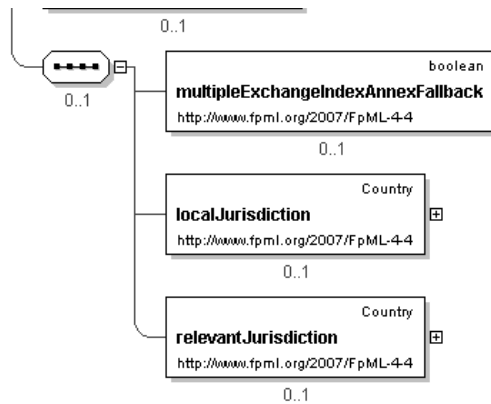 0..1
0..1
boolean
multipleExchangeIndexAnnexFallback
http://www.fpml.org/2007/FpML-4-4
0..1
Country
localJurisdiction
http://www.fpml.org/2007/FpML-4-4
0..1
Country
relevantJurisdiction
http://www.fpml.org/2007/FpML-4-4
0..1